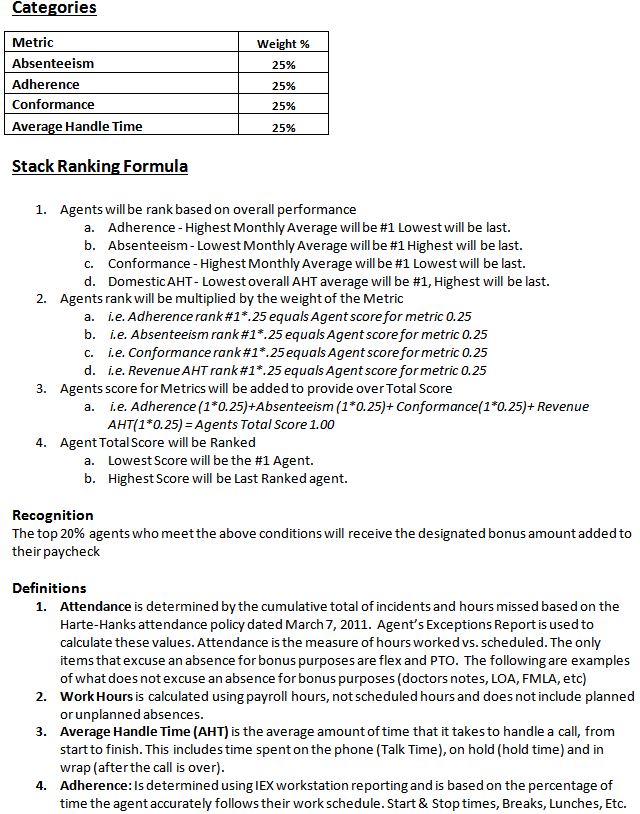 Categories
Metric Weight %
Absenteeism 25%
Adherence 25%
Conformance 25%
Average Handle Time 25%
Stack Ranking Formula
1. Agents will be rank based on overall performance
a. Adherence - Highest Monthly Average will be #1 Lowest will be last.
b. Absenteeism - Lowest Monthly Average will be #1 Highest will be last.
c. Conformance - Highest Monthly Average will be #1 Lowest will be last.
d. Domestic AHT - Lowest overall AHT average will be #1, Highest will be last.
2. Agents rank will be multiplied by the weight of the Metric
a. i.e. Adherence rank #1*.25 equals Agent score for metric 0.25
b. i.e. Absenteeism rank #1*.25 equals Agent score for metric 0.25
c. i.e. Conformance rank #1*.25 equals Agent score for metric 0.25
d. i.e. Revenue AHT rank #1*.25 equals Agent score for metric 0.25
3. Agents score for Metrics will be added to provide over Total Score
a. i.e. Adherence (1*0.25)+Absenteeism (1*0.25)+ Conformance(1*0.25)+ Revenue
AHT(1*0.25) = Agents Total Score 1.00
4. Agent Total Score will be Ranked
a. Lowest Score will be the #1 Agent.
b. Highest Score will be Last Ranked agent.
Recognition
The top 20% agents who meet the above conditions will receive the designated bonus amount added to
their paycheck
Definitions
1. Attendance is determined by the cumulative total of incidents and hours missed based on the
Harte-Hanks attendance policy dated March 7, 2011. Agent's Exceptions Report is used to
calculate these values. Attendance is the measure of hours worked vs. scheduled. The only
items that excuse an absence for bonus purposes are flex and PTO. The following are examples
of what does not excuse an absence for bonus purposes (doctors notes, LOA, FMLA, etc)
2. Work Hours is calculated using payroll hours, not scheduled hours and does not include planned
or unplanned absences.
3. Average Handle Time (AHT) is the average amount of time that it takes to handle a call, from
start to finish. This includes time spent on the phone (Talk Time), on hold (hold time) and in
wrap (after the call is over).
4. Adherence: Is determined using IEX workstation reporting and is based on the percentage of
time the agent accurately follows their work schedule. Start & Stop times, Breaks, Lunches, Etc.